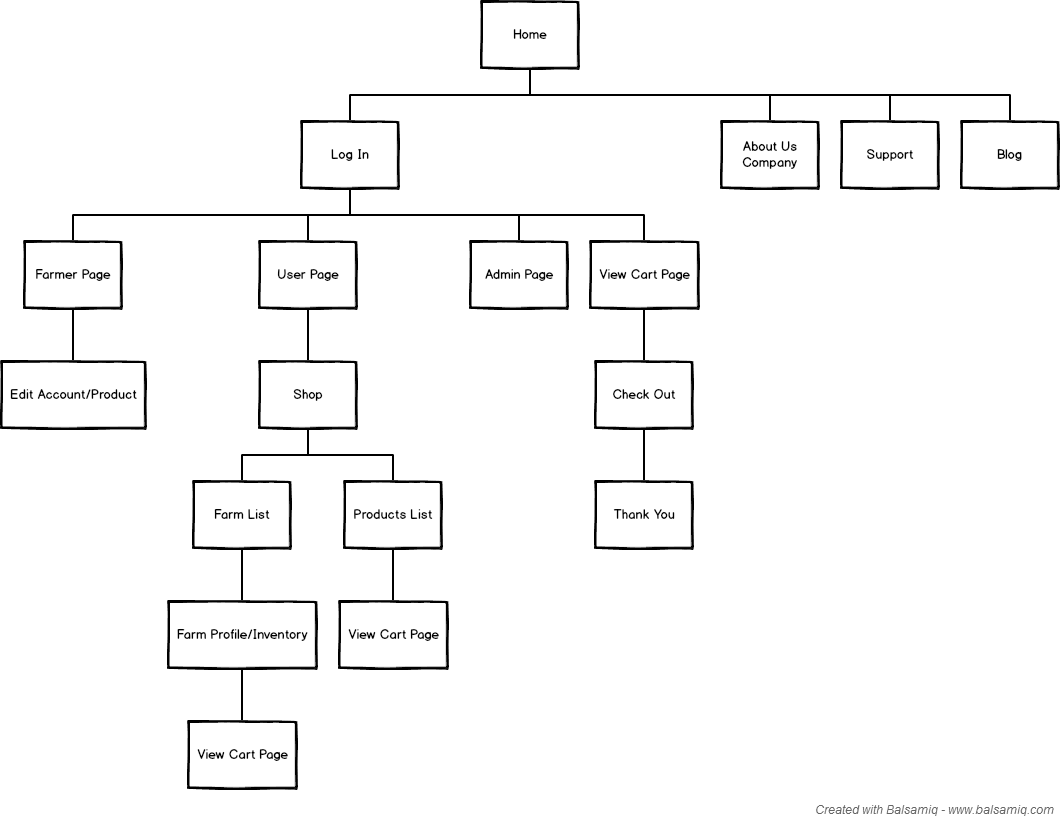 Home
Log In
About Us
Company
Support
Blog
Farmer Page
User Page
Admin Page
View Cart Page
Edit Account/Product
Shop
Check Out
Farm List
Products List
Thank You
Farm Profile/Inventory
View Cart Page
View Cart Page
Created with Balsamiq - www.balsamiq.com